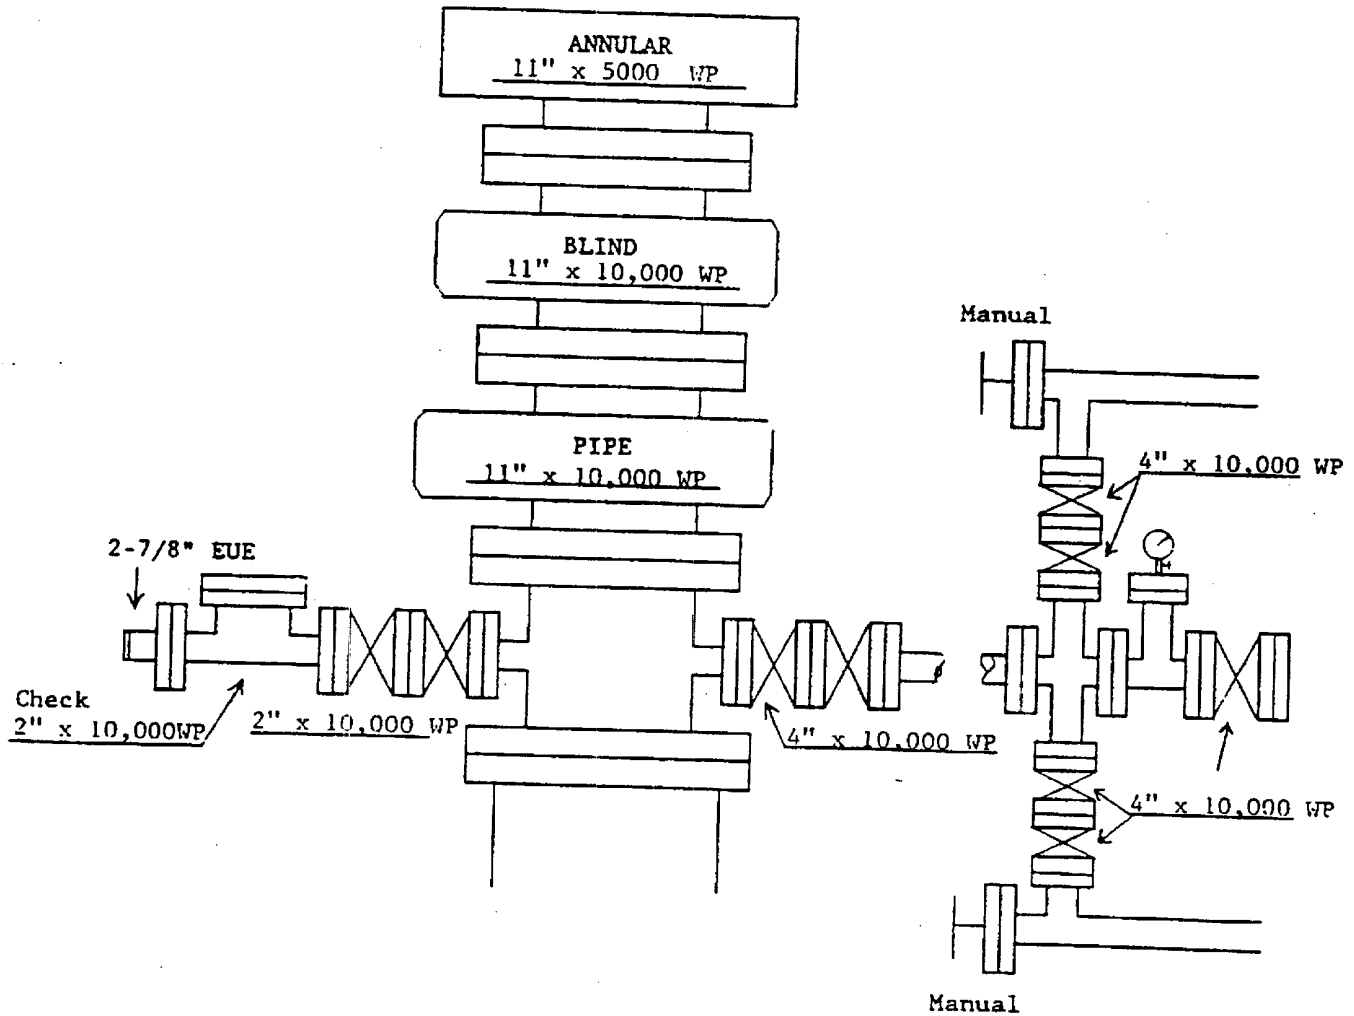 ANNULAR
11" x 5000 WP
BLIND
11" x 10,000 WP
PIPE
11" x 10,000 WP
Manual
4" x 10,000 WP
2-7/8" EUE
Check
2" x 10,000WP
2" x 10,000 WP
4" x 10,000 WP
4" x 10,000 WP
Manual